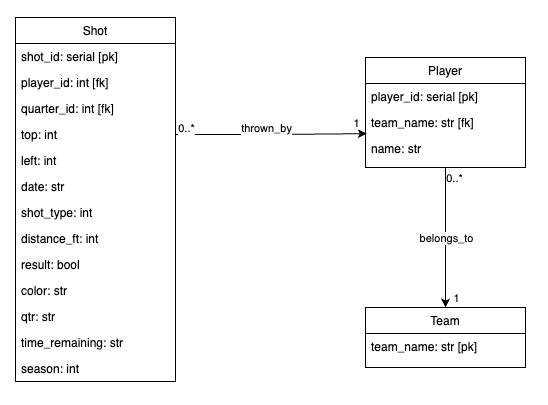 Shot
shot_id: serial [pk]
player_id: int [fk]
quarter_id: int [fk]
top: int
left: int
date: str
shot_type: int
distance_ft: int
result: bool
color: str
qtr: str
time_remaining: str
season: int
0..*
thrown_by
1
Player
player_id: serial [pk]
team_name: str [fk]
name: str
0..*
belongs_to
1
Team
team_name: str [pk]